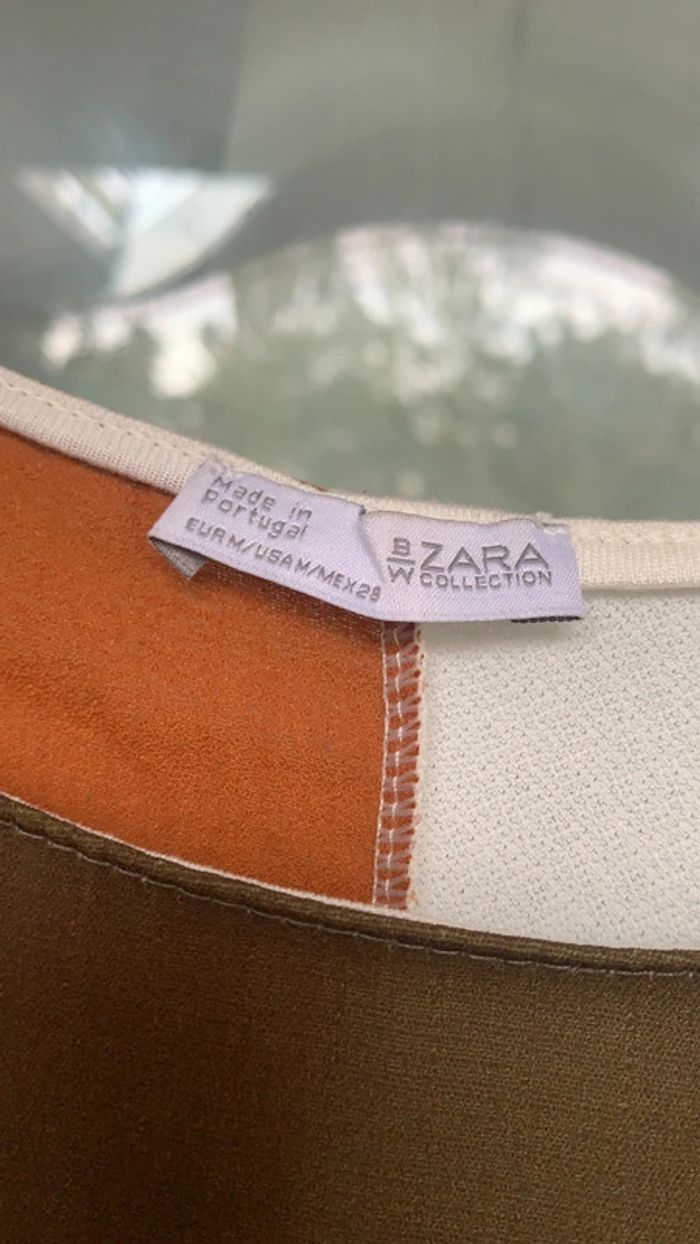 Made in
portugal
EUR M/USA M/MEX 28
B
W
ZARA
COLLECTION